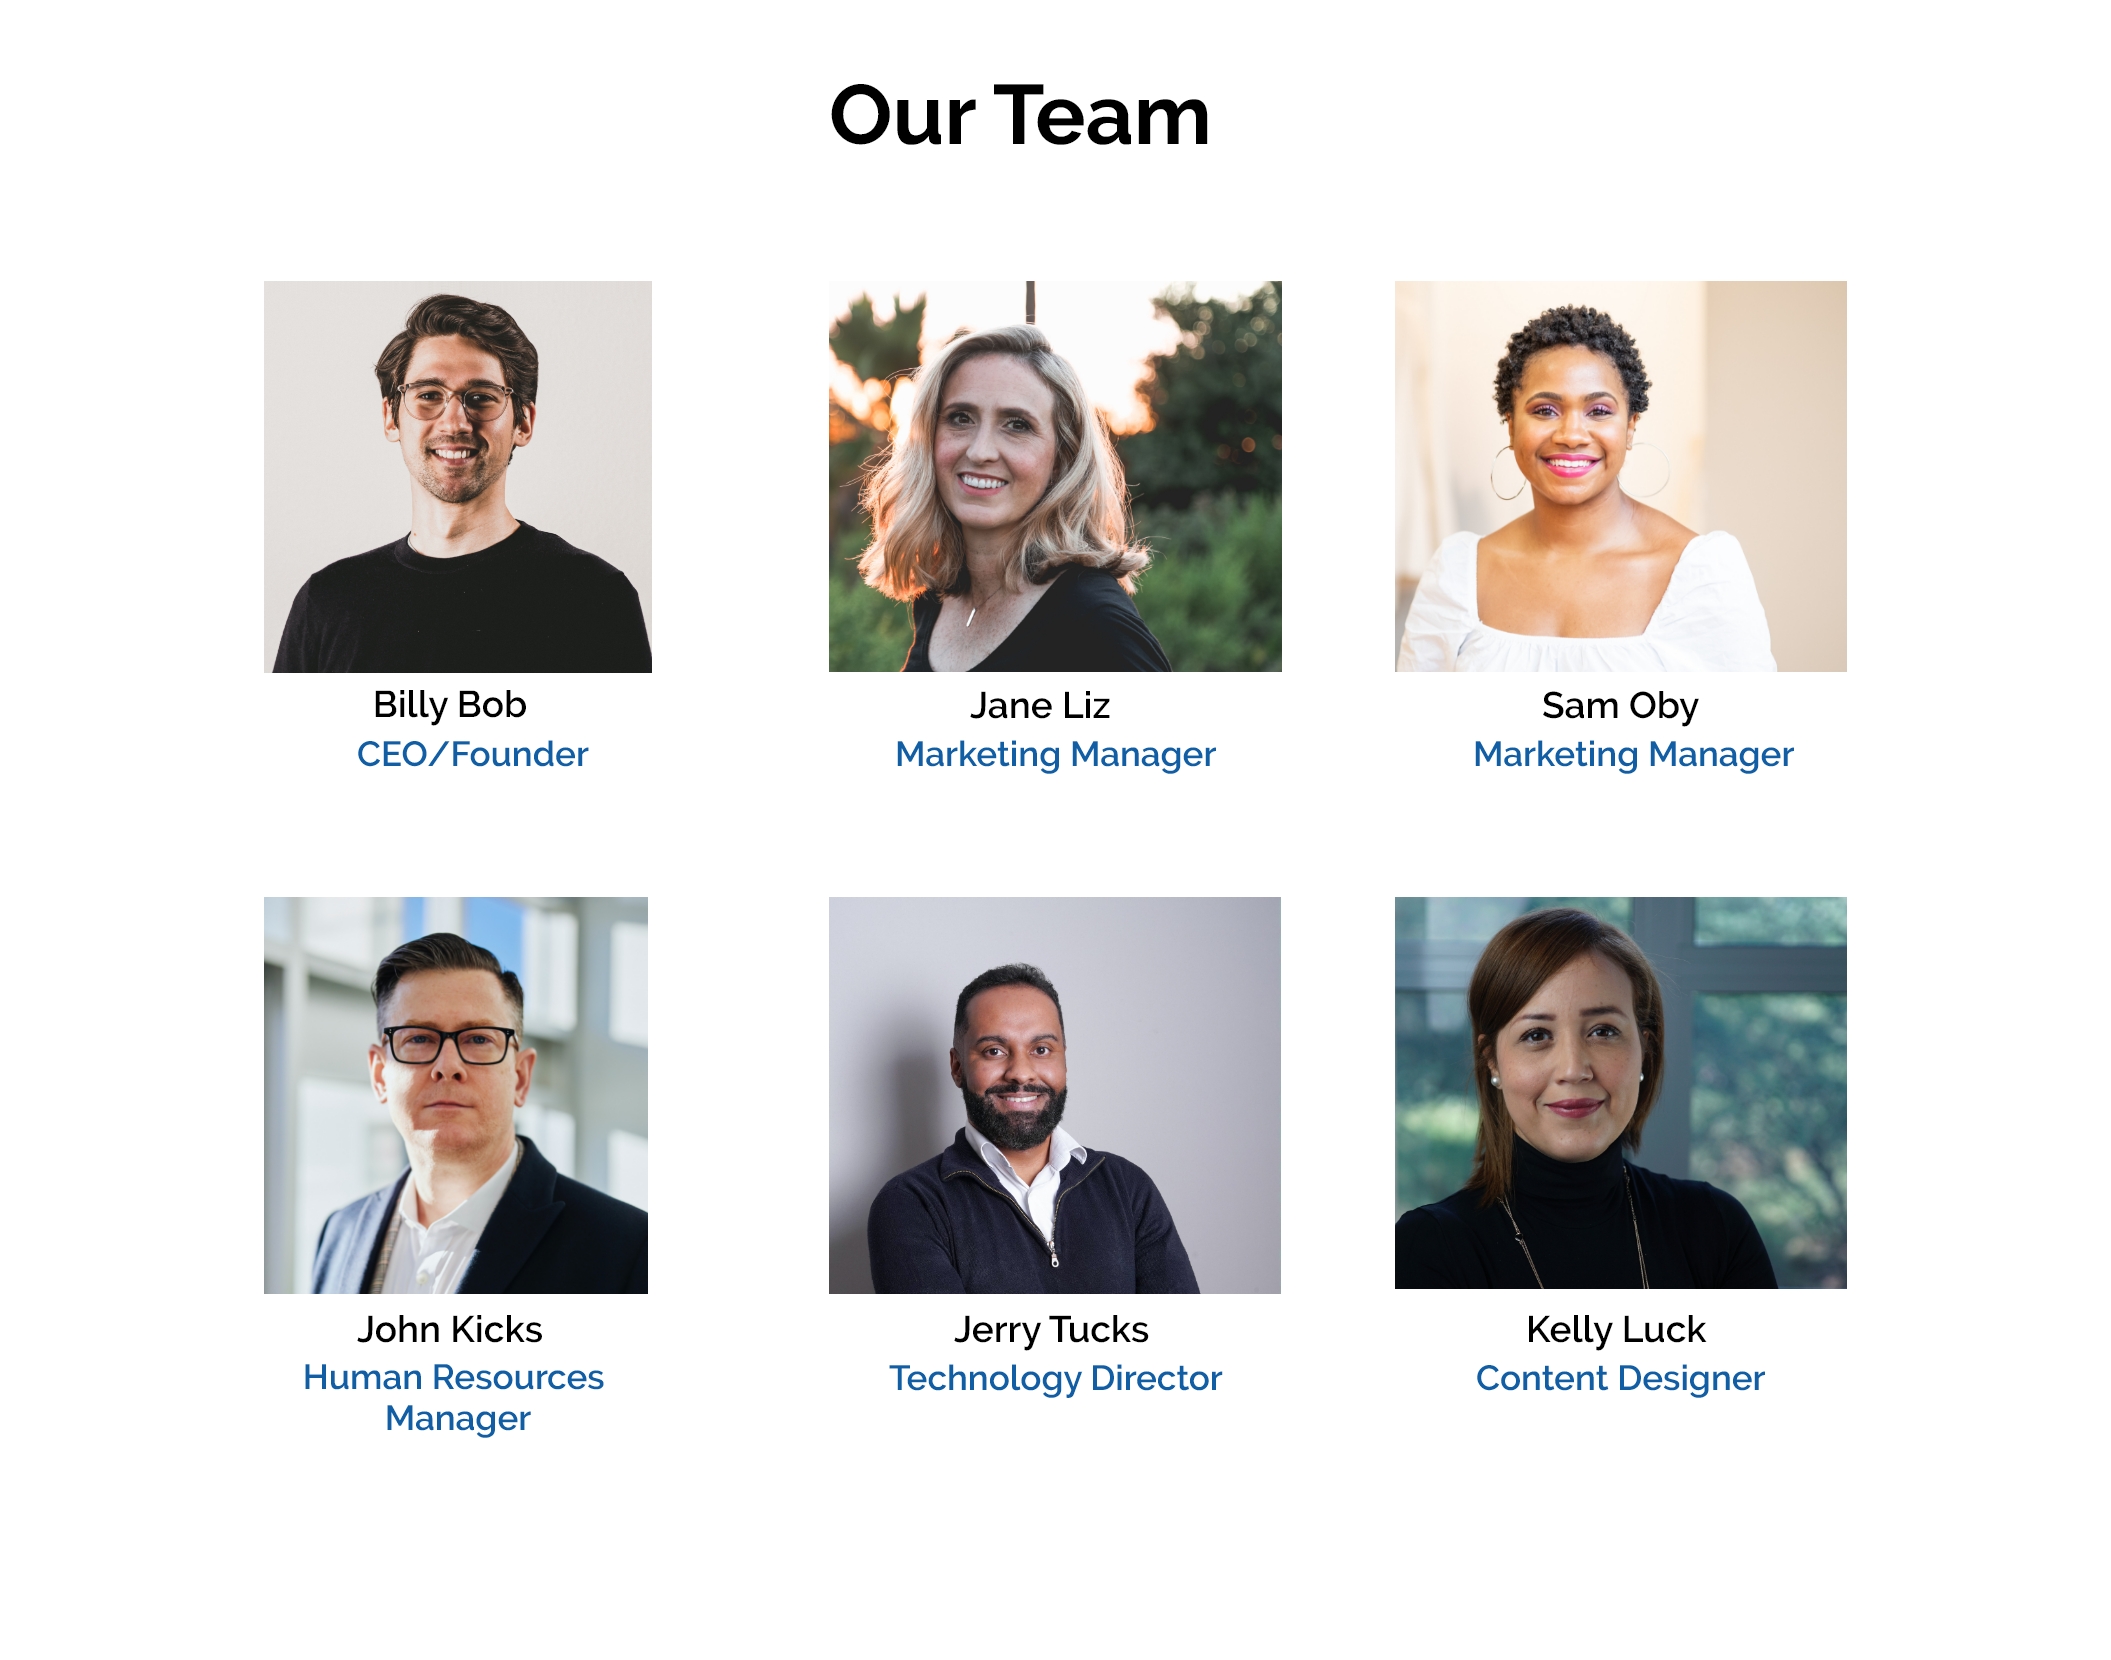 Our Team
Billy Bob
CEO/Founder
Jane Liz
Marketing Manager
Sam Oby
Marketing Manager
John Kicks
Human Resources
Manager
Jerry Tucks
Technology Director
Kelly Luck
Content Designer